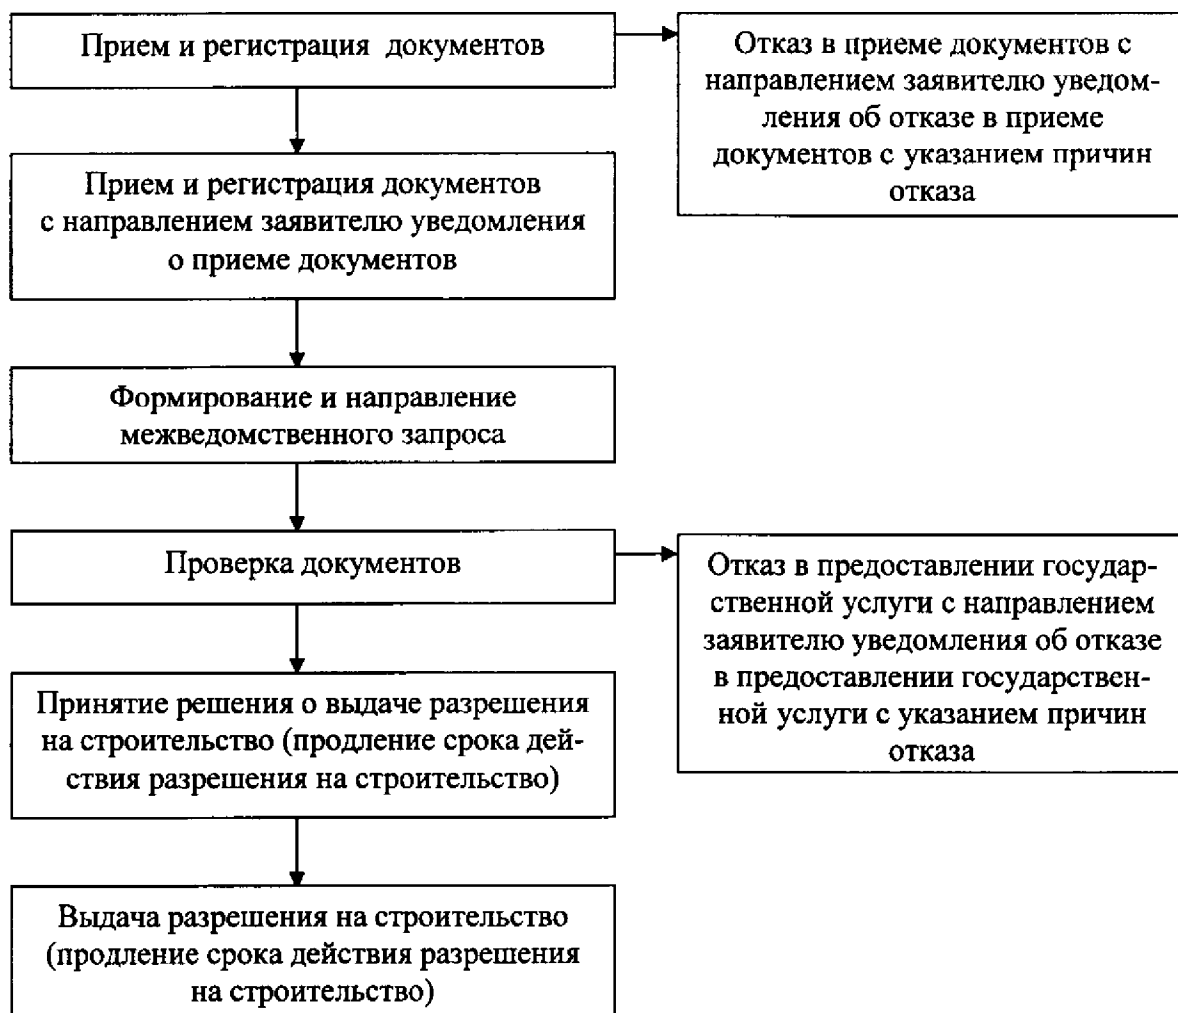 Прием и регистрация документов
Отказ в приеме документов с
направлением заявителю уведом-
ления об отказе в приеме
документов с указанием причин
отказа
Прием и регистрация документов
с направлением заявителю уведомления
о приеме документов
Формирование и направление
межведомственного запроса
Проверка документов
Отказ в предоставлении государ-
ственной услуги с направлением
заявителю уведомления об отказе
в предоставлении государствен-
ной услуги с указанием причин
отказа
Принятие решения о выдаче разрешения
на строительство (продление срока дей-
ствия разрешения на строительство)
Выдача разрешения на строительство
(продление срока действия разрешения
на строительство)